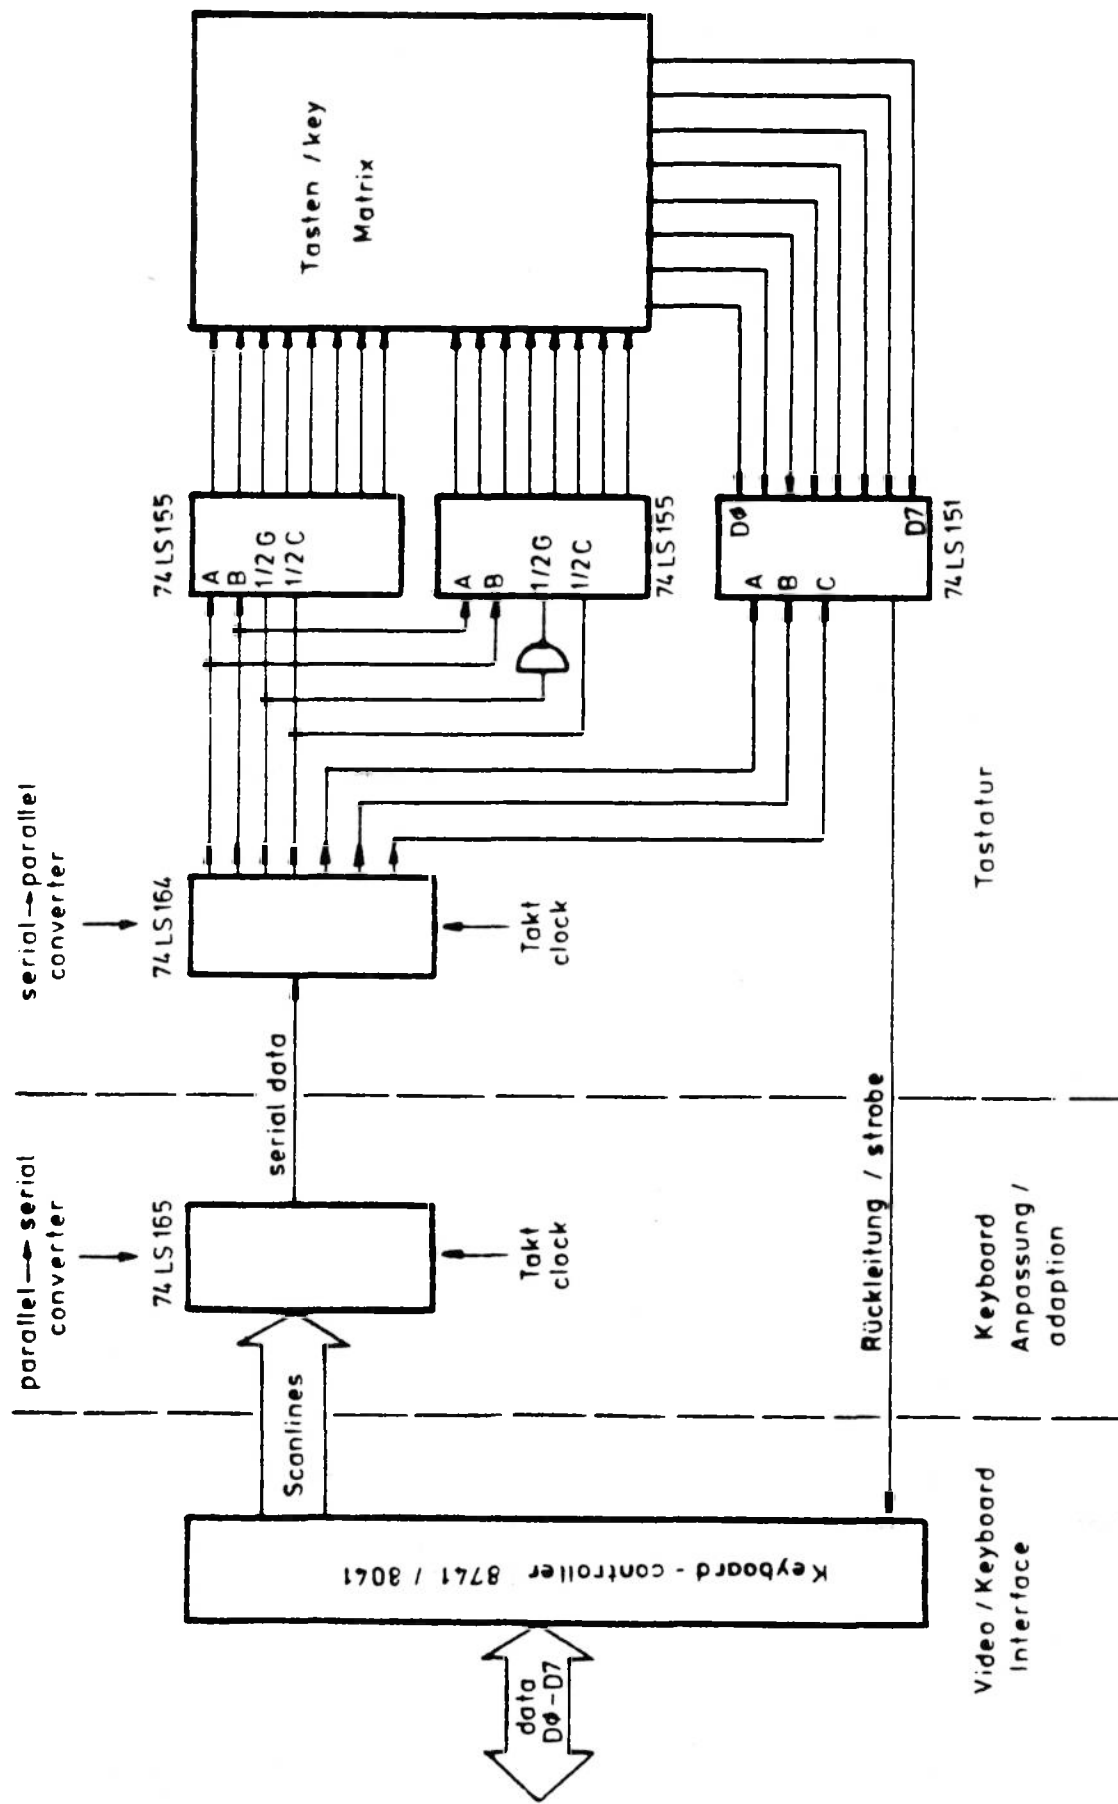 data
DØ-D7
Keyboard - controller 8741 / 8041
Scanlines
Video / Keyboard
Interface
parallel→serial
converter
74LS165
Takt
clock
serial data
Rückleitung / strobe
Keyboard
Anpassung /
adaption
serial→parallel
converter
74LS164
Takt
clock
Tastatur
74LS155
A
B
1/2G
1/2C
A
B
1/2G
1/2C
74LS155
A
B
C
DØ
D7
74LS151
Tasten / key
Matrix